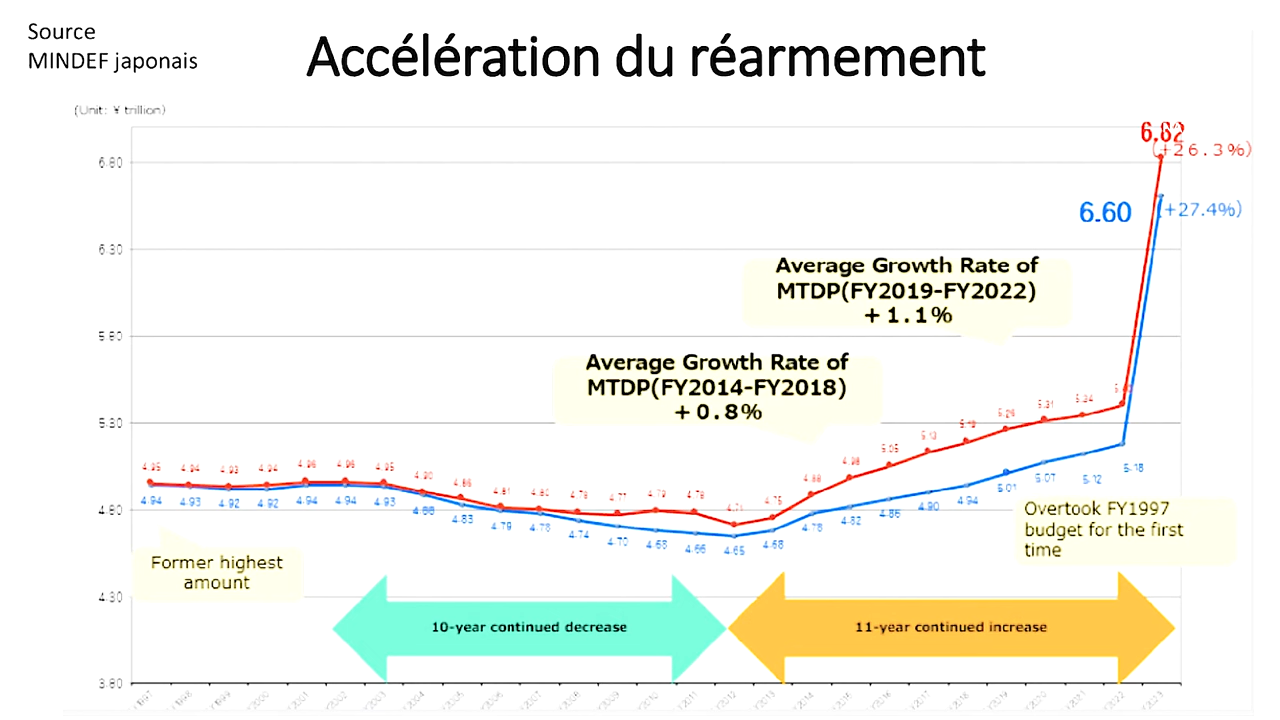 Source
MINDEF japonais
Accélération du réarmement
(Unit: ¥ trillion)
6.82
(+26.3%)
6.60
(+27.4%)
Average Growth Rate of
MTDP(FY2019-FY2022)
+1.1%
Average Growth Rate of
MTDP(FY2014-FY2018)
+0.8%
4.95 4.94 4.93 4.94 4.96 4.96 4.95 4.90 4.86 4.81 4.80 4.78 4.77 4.79 4.78 4.71 4.75 4.88 4.98 5.05 5.13 5.19 5.26 5.31 5.34
4.94 4.93 4.92 4.92 4.94 4.94 4.93 4.88 4.83 4.79 4.78 4.74 4.70 4.68 4.66 4.65 4.68 4.78 4.82 4.86 4.90 4.94 5.01 5.07 5.12 5.18
4.80
4.30
Overtook FY1997
budget for the first
time
Former highest
amount
10-year continued decrease
11-year continued increase